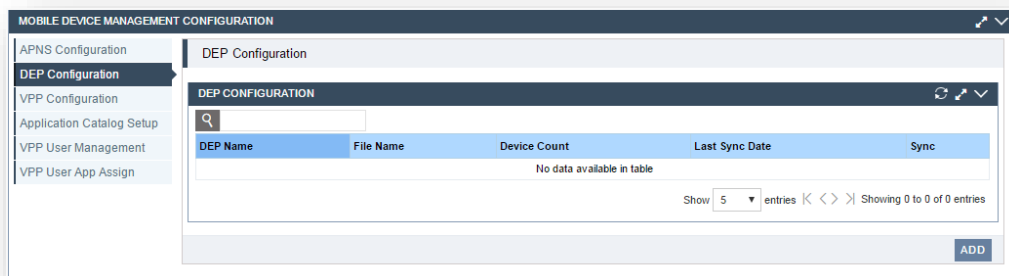 MOBILE DEVICE MANAGEMENT CONFIGURATION
APNS Configuration
DEP Configuration
VPP Configuration
Application Catalog Setup
VPP User Management
VPP User App Assign
DEP Configuration
DEP CONFIGURATION
DEP Name File Name Device Count Last Sync Date Sync
No data available in table
Show 5 entries Showing 0 to 0 of 0 entries
ADD